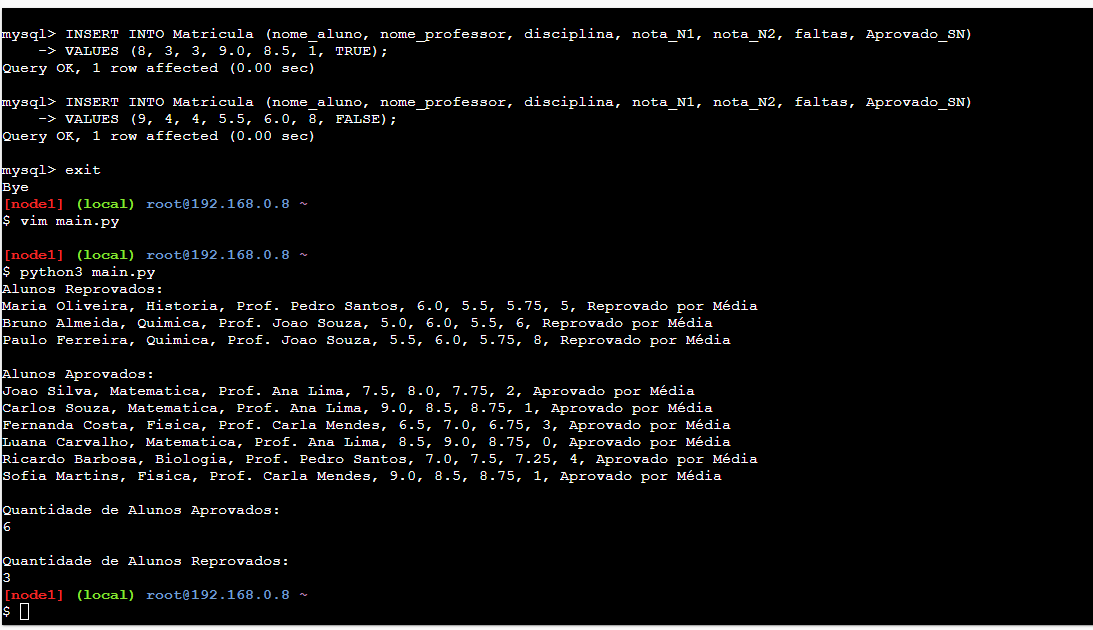 mysql> INSERT INTO Matricula (nome_aluno, nome_professor, disciplina, nota_N1, nota_N2, faltas, Aprovado_SN)
    -> VALUES (8, 3, 3, 9.0, 8.5, 1, TRUE);
Query OK, 1 row affected (0.00 sec)
mysql> INSERT INTO Matricula (nome_aluno, nome_professor, disciplina, nota_N1, nota_N2, faltas, Aprovado_SN)
    -> VALUES (9, 4, 4, 5.5, 6.0, 8, FALSE);
Query OK, 1 row affected (0.00 sec)
mysql> exit
Bye
[node1] (local) root@192.168.0.8 ~
$ vim main.py
[node1] (local) root@192.168.0.8 ~
$ python3 main.py
Alunos Reprovados:
Maria Oliveira, Historia, Prof. Pedro Santos, 6.0, 5.5, 5.75, 5, Reprovado por Média
Bruno Almeida, Quimica, Prof. Joao Souza, 5.0, 6.0, 5.5, 6, Reprovado por Média
Paulo Ferreira, Quimica, Prof. Joao Souza, 5.5, 6.0, 5.75, 8, Reprovado por Média
Alunos Aprovados:
Joao Silva, Matematica, Prof. Ana Lima, 7.5, 8.0, 7.75, 2, Aprovado por Média
Carlos Souza, Matematica, Prof. Ana Lima, 9.0, 8.5, 8.75, 1, Aprovado por Média
Fernanda Costa, Fisica, Prof. Carla Mendes, 6.5, 7.0, 6.75, 3, Aprovado por Média
Luana Carvalho, Matematica, Prof. Ana Lima, 8.5, 9.0, 8.75, 0, Aprovado por Média
Ricardo Barbosa, Biologia, Prof. Pedro Santos, 7.0, 7.5, 7.25, 4, Aprovado por Média
Sofia Martins, Fisica, Prof. Carla Mendes, 9.0, 8.5, 8.75, 1, Aprovado por Média
Quantidade de Alunos Aprovados:
6
Quantidade de Alunos Reprovados:
3
[node1] (local) root@192.168.0.8 ~
$